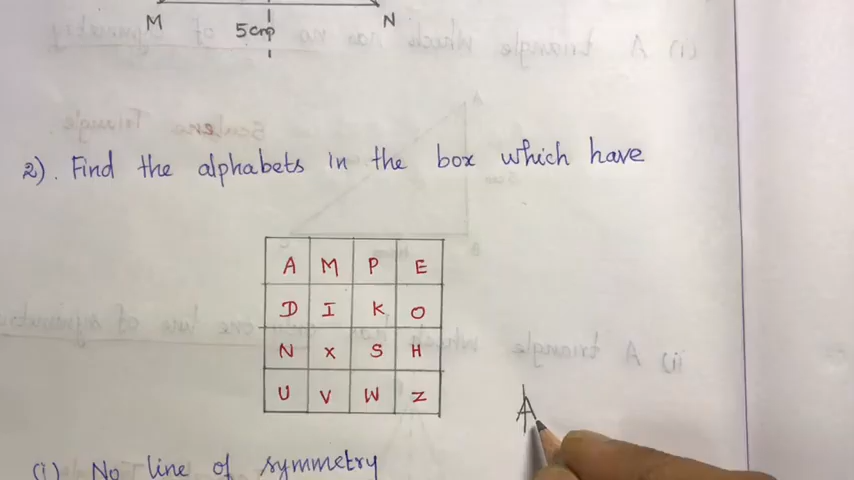 M 5cm N
2). Find the alphabets in the box which have
A M P E
D I K O
N X S H
U V W Z
A
(i) No line of symmetry